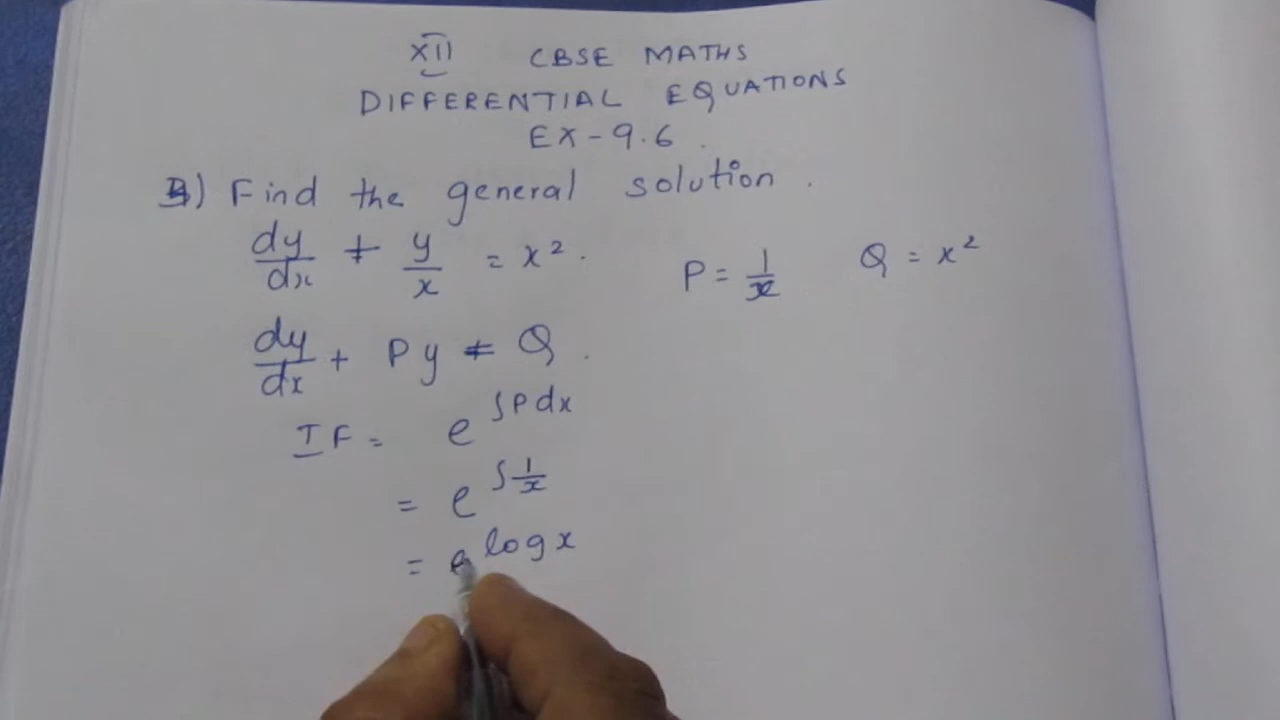 XII CBSE MATHS
DIFFERENTIAL EQUATIONS
EX-9.6.
) Find the general solution.
dy/dx + y/x = x². P = 1/x Q = x²
dy/dx + Py = Q.
IF = e^∫Pdx
= e^∫1/x
= e^log x